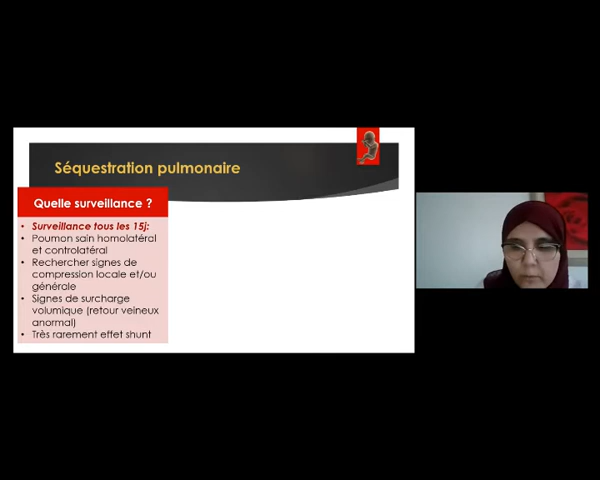 Séquestration pulmonaire
Quelle surveillance ?
• Surveillance tous les 15j:
• Poumon sain homolatéral
et controlatéral
• Rechercher signes de
compression locale et/ou
générale
• Signes de surcharge
volumique (retour veineux
anormal)
• Très rarement effet shunt